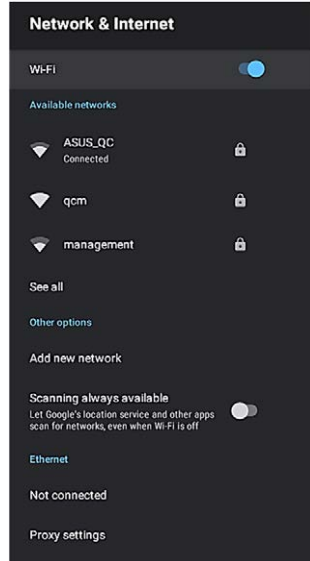 Network & Internet
Wi-Fi
Available networks
ASUS_QC
Connected
qcm
management
See all
Other options
Add new network
Scanning always available
Let Google's location service and other apps
scan for networks, even when Wi-Fi is off
Ethernet
Not connected
Proxy settings